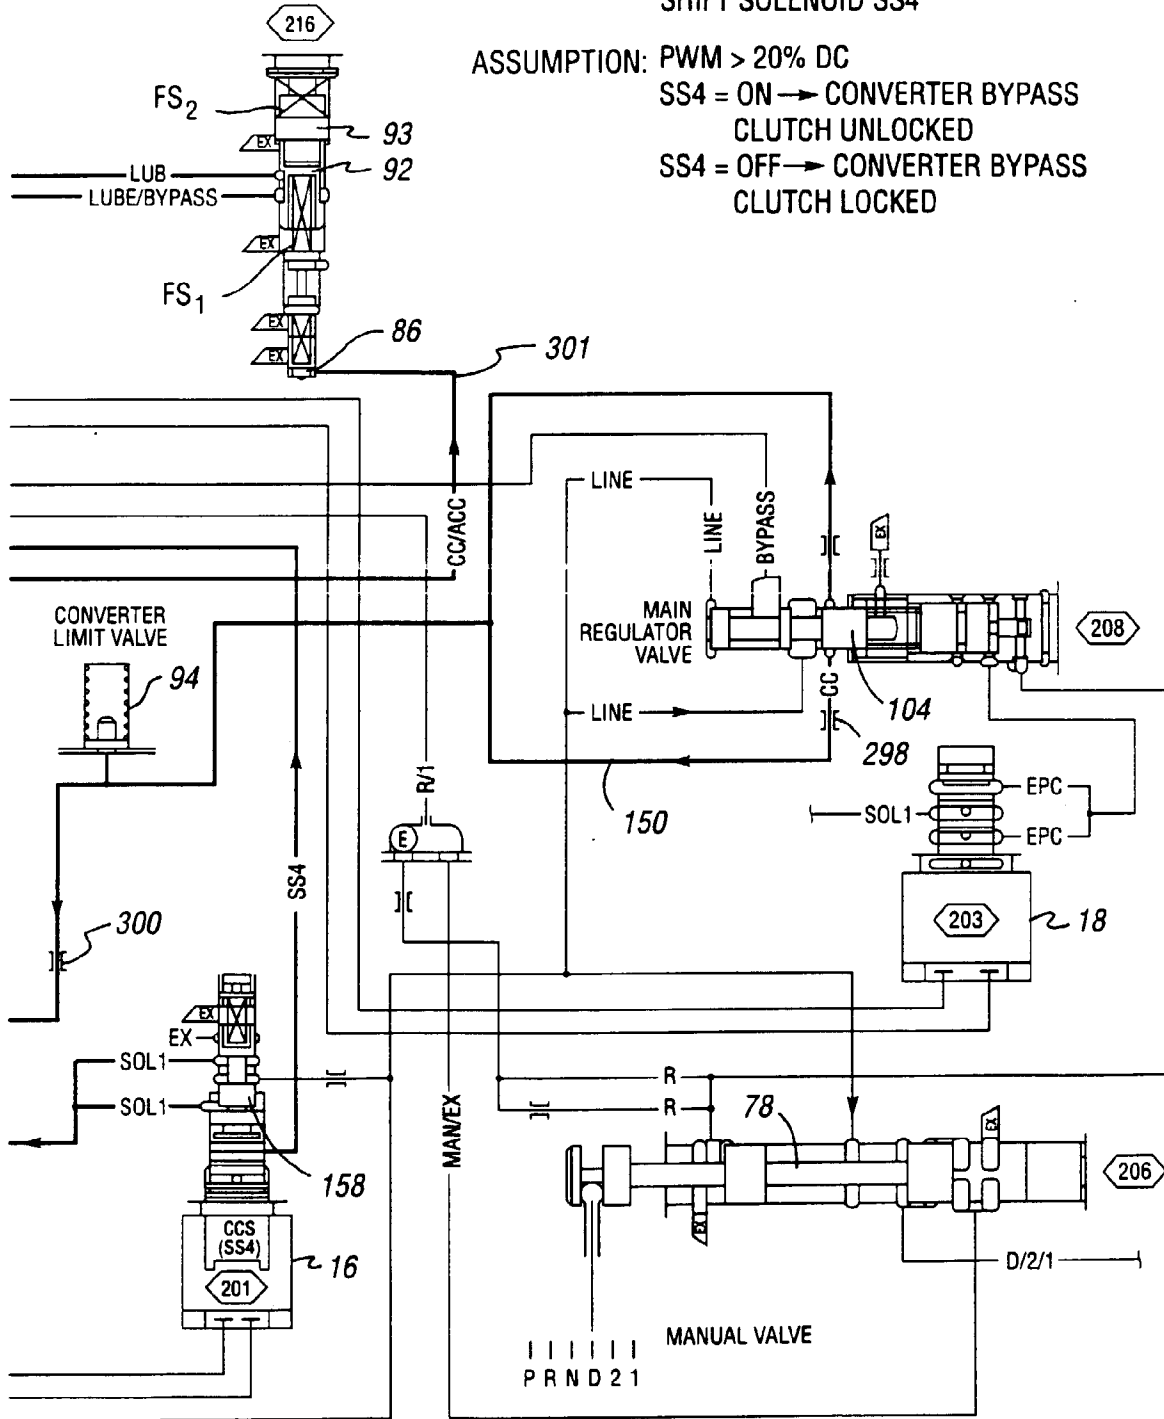 SHIFT SOLENOID SS4
216
ASSUMPTION: PWM > 20% DC
SS4 = ON → CONVERTER BYPASS
CLUTCH UNLOCKED
SS4 = OFF → CONVERTER BYPASS
CLUTCH LOCKED
FS2
93
EX
92
LUB
LUBE/BYPASS
EX
FS1
EX
86
301
EX
LINE
LINE
BYPASS
EX
CC/ACC
CONVERTER
LIMIT VALVE
94
MAIN
REGULATOR
VALVE
208
CC
LINE
104
298
150
R/1
EPC
SOL1
EPC
E
SS4
203
18
300
EX
EX
SOL1
SOL1
R
R
MAN/EX
78
EX
158
206
CCS
(SS4)
16
201
EX
D/2/1
MANUAL VALVE
P R N D 2 1